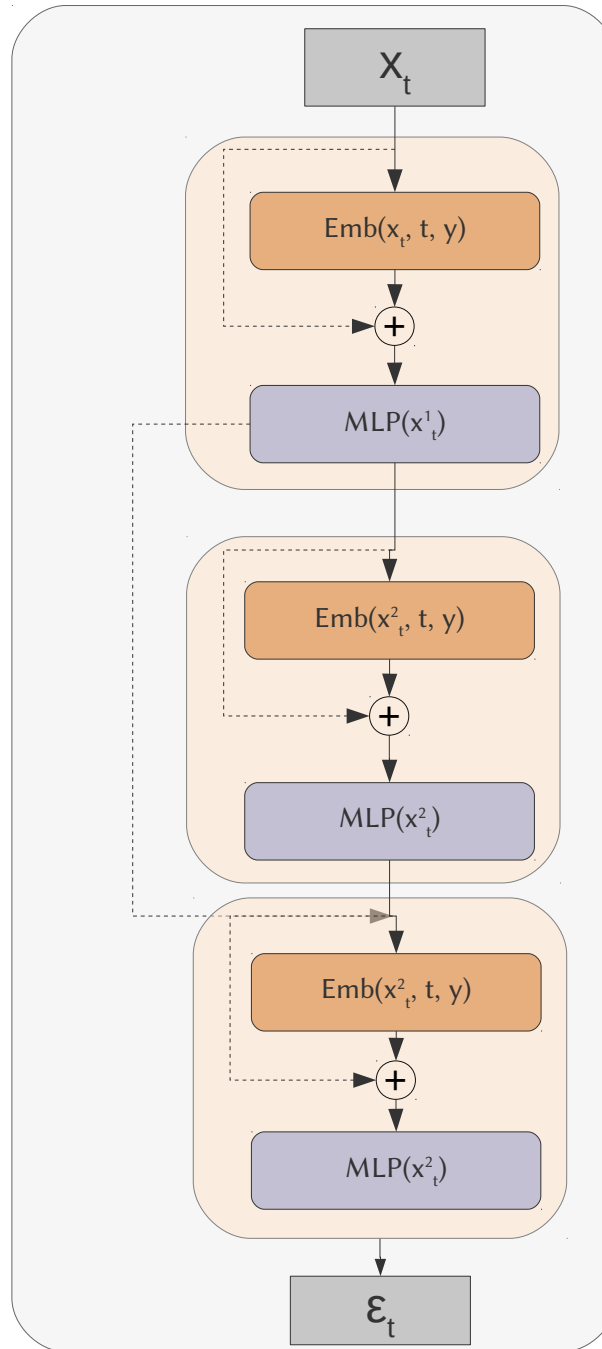 Xₜ
Emb(xₜ, t, y)
+
MLP(x¹ₜ)
Emb(x²ₜ, t, y)
+
MLP(x²ₜ)
Emb(x²ₜ, t, y)
+
MLP(x²ₜ)
εₜ